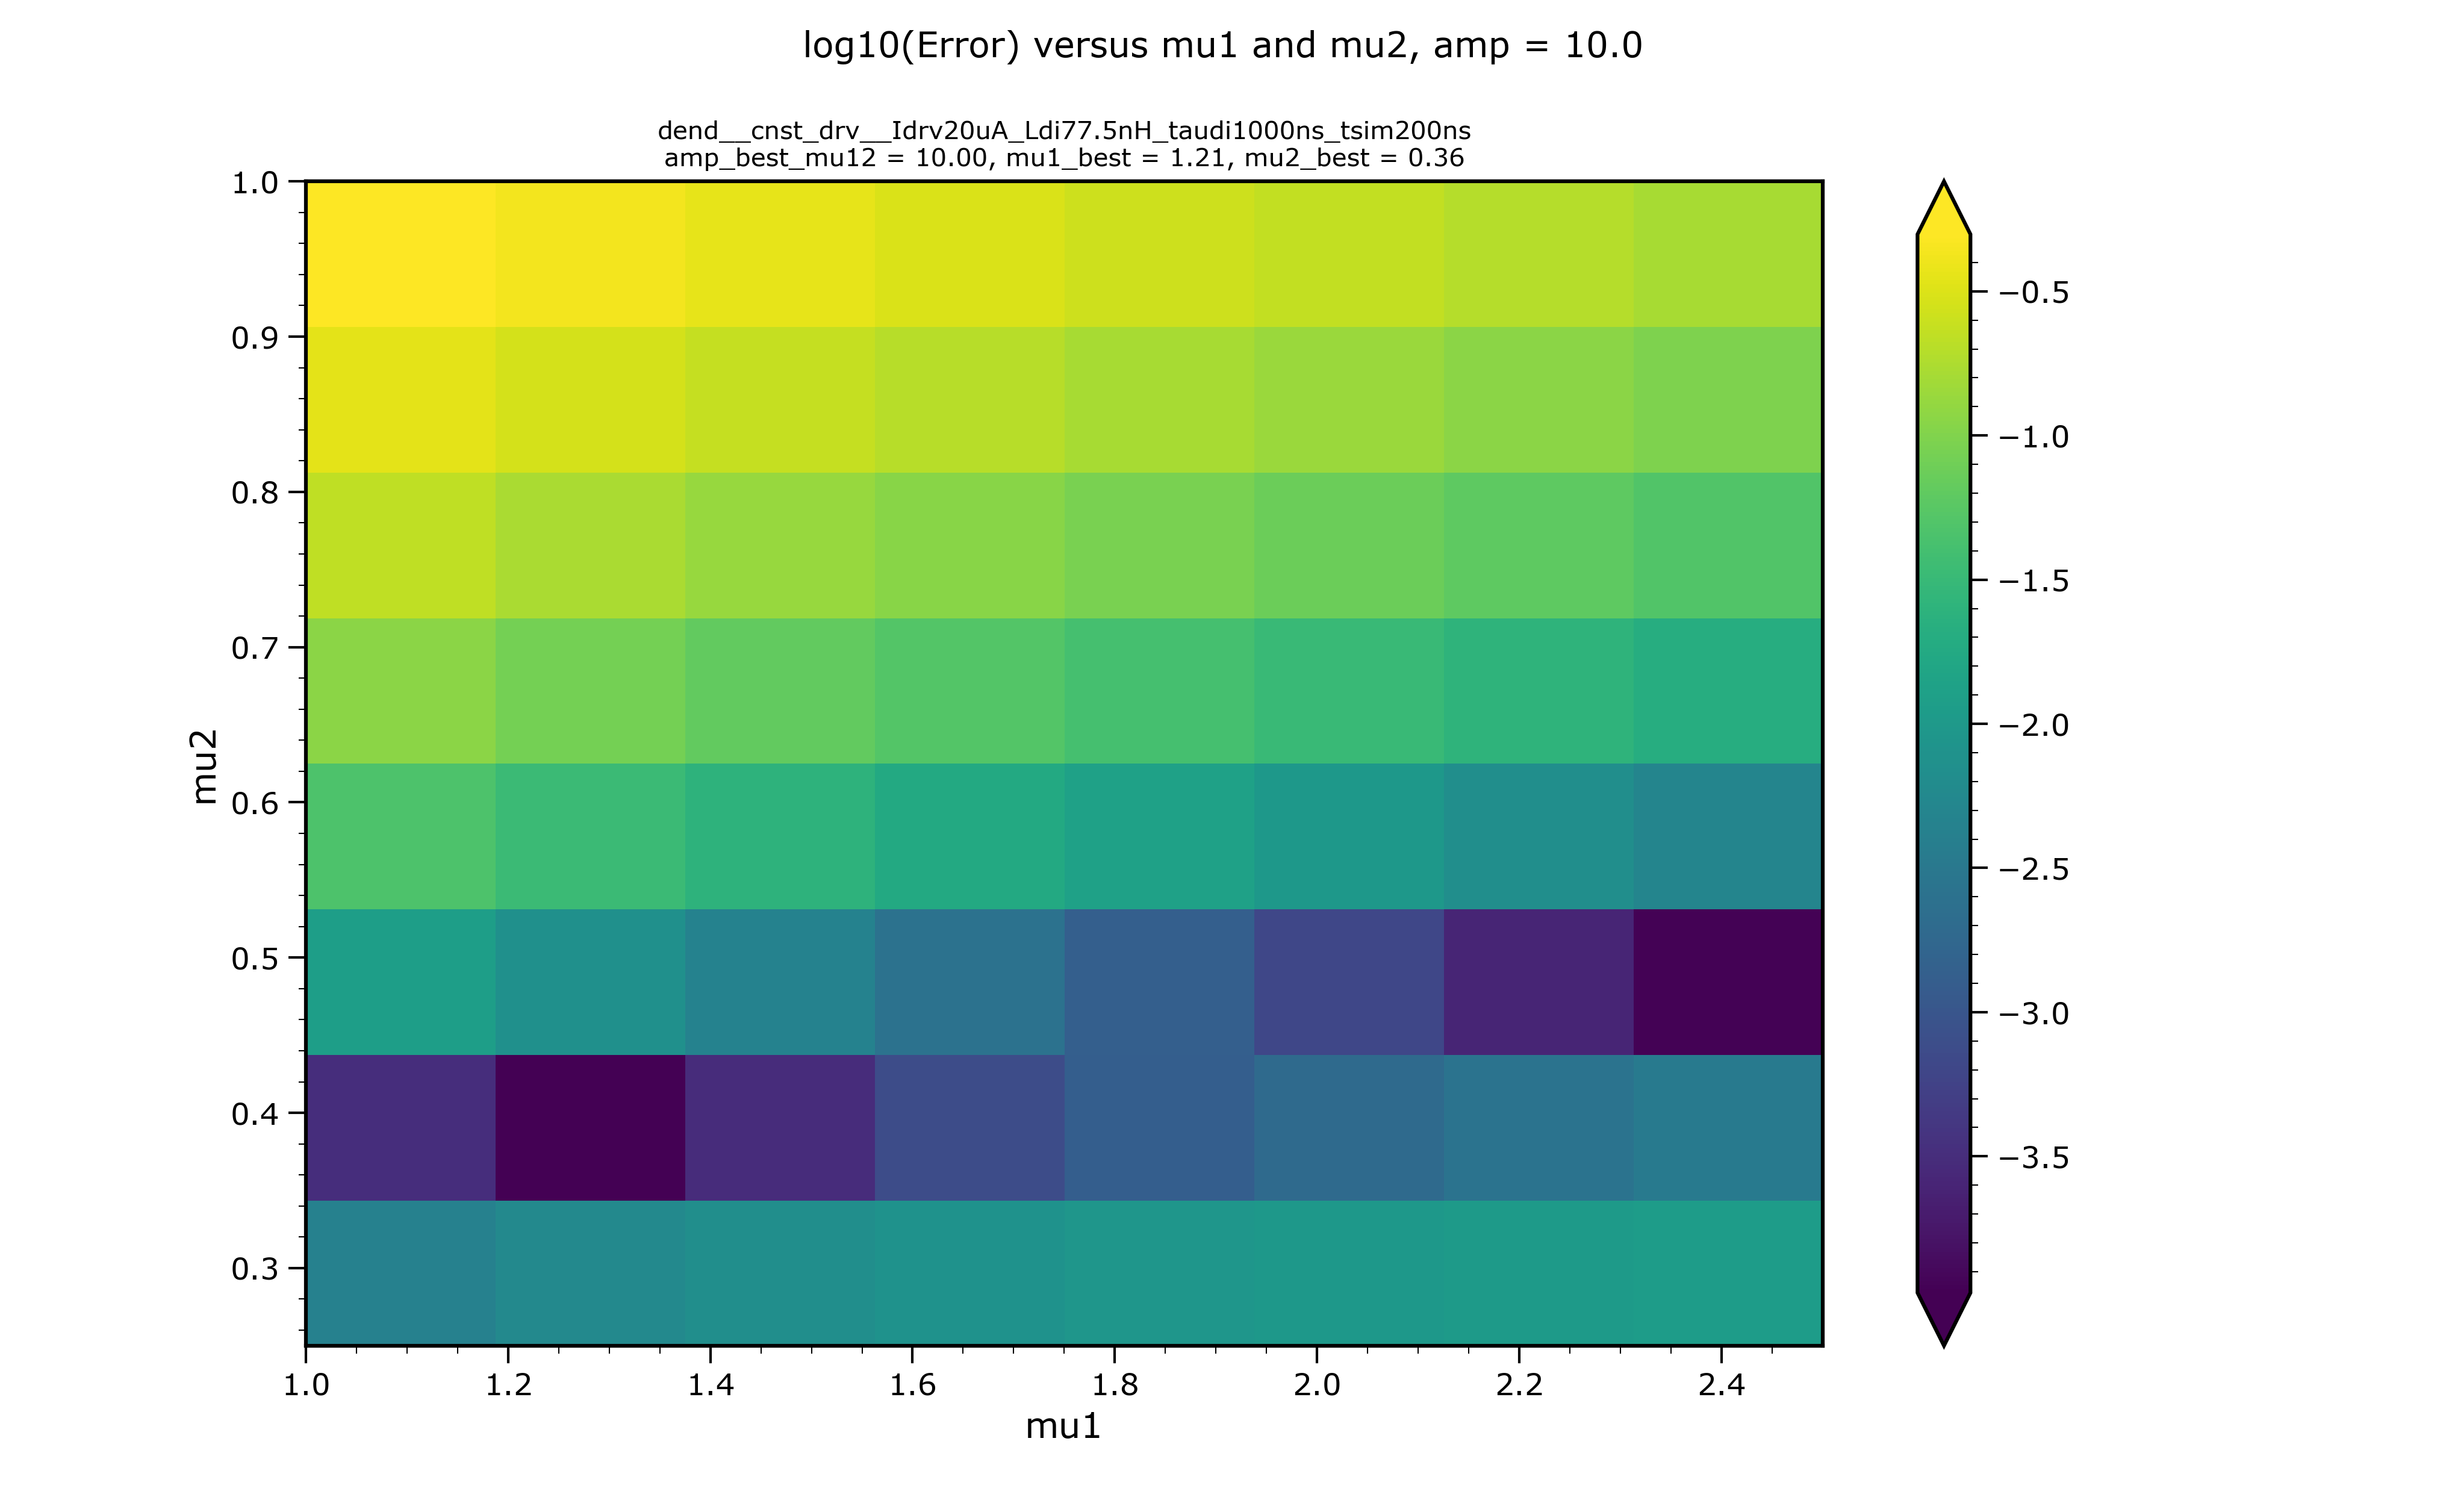 log10(Error) versus mu1 and mu2, amp = 10.0
dend__cnst_drv__Idrv20uA_Ldi77.5nH_taudi1000ns_tsim200ns
amp_best_mu12 = 10.00, mu1_best = 1.21, mu2_best = 0.36
1.0
0.9
0.8
0.7
0.6
0.5
0.4
0.3
mu2
1.0 1.2 1.4 1.6 1.8 2.0 2.2 2.4
mu1
−0.5
−1.0
−1.5
−2.0
−2.5
−3.0
−3.5